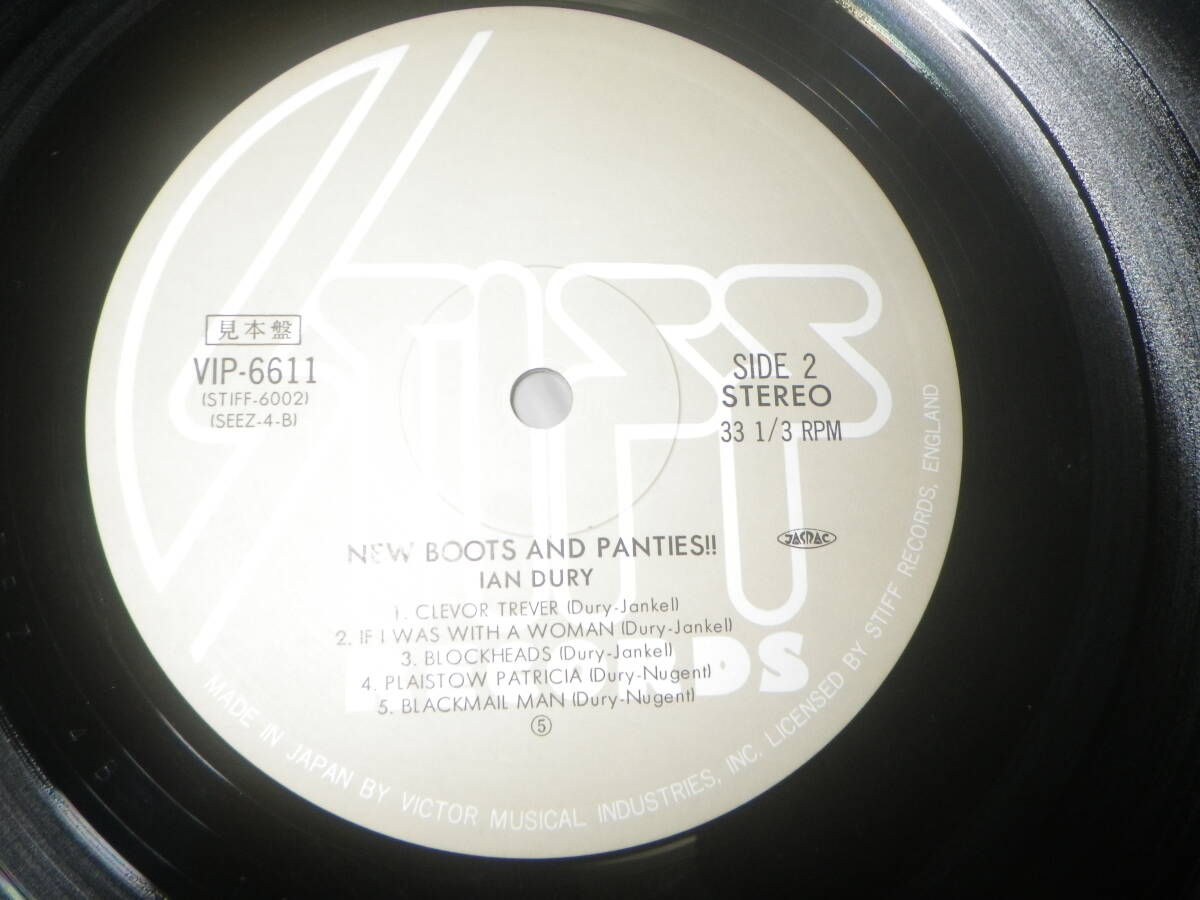 STIFF
RECORDS
見本盤
VIP-6611
(STIFF-6002)
(SEEZ-4-B)
SIDE 2
STEREO
33 1/3 RPM
JASRAC
NEW BOOTS AND PANTIES!!
IAN DURY
1. CLEVOR TREVER (Dury-Jankel)
2. IF I WAS WITH A WOMAN (Dury-Jankel)
3. BLOCKHEADS (Dury-Jankel)
4. PLAISTOW PATRICIA (Dury-Nugent)
5. BLACKMAIL MAN (Dury-Nugent)
⑤
MADE IN JAPAN BY VICTOR MUSICAL INDUSTRIES, INC. LICENSED BY STIFF RECORDS, ENGLAND